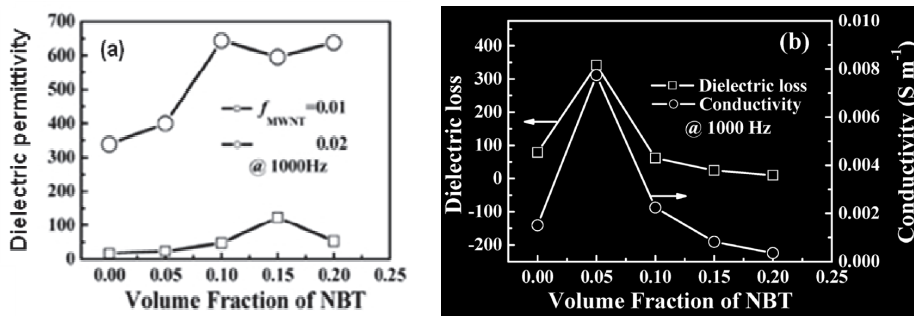 (a)
Dielectric permittivity
700
600
500
400
300
200
100
0
f MWNT =0.01
0.02
@ 1000Hz
0.00 0.05 0.10 0.15 0.20 0.25
Volume Fraction of NBT
(b)
Dielectric loss
400
300
200
100
0
-100
-200
Dielectric loss
Conductivity
@ 1000 Hz
0.010
0.008
0.006
0.004
0.002
0.000
Conductivity (S m-1)
0.00 0.05 0.10 0.15 0.20 0.25
Volume Fraction of NBT